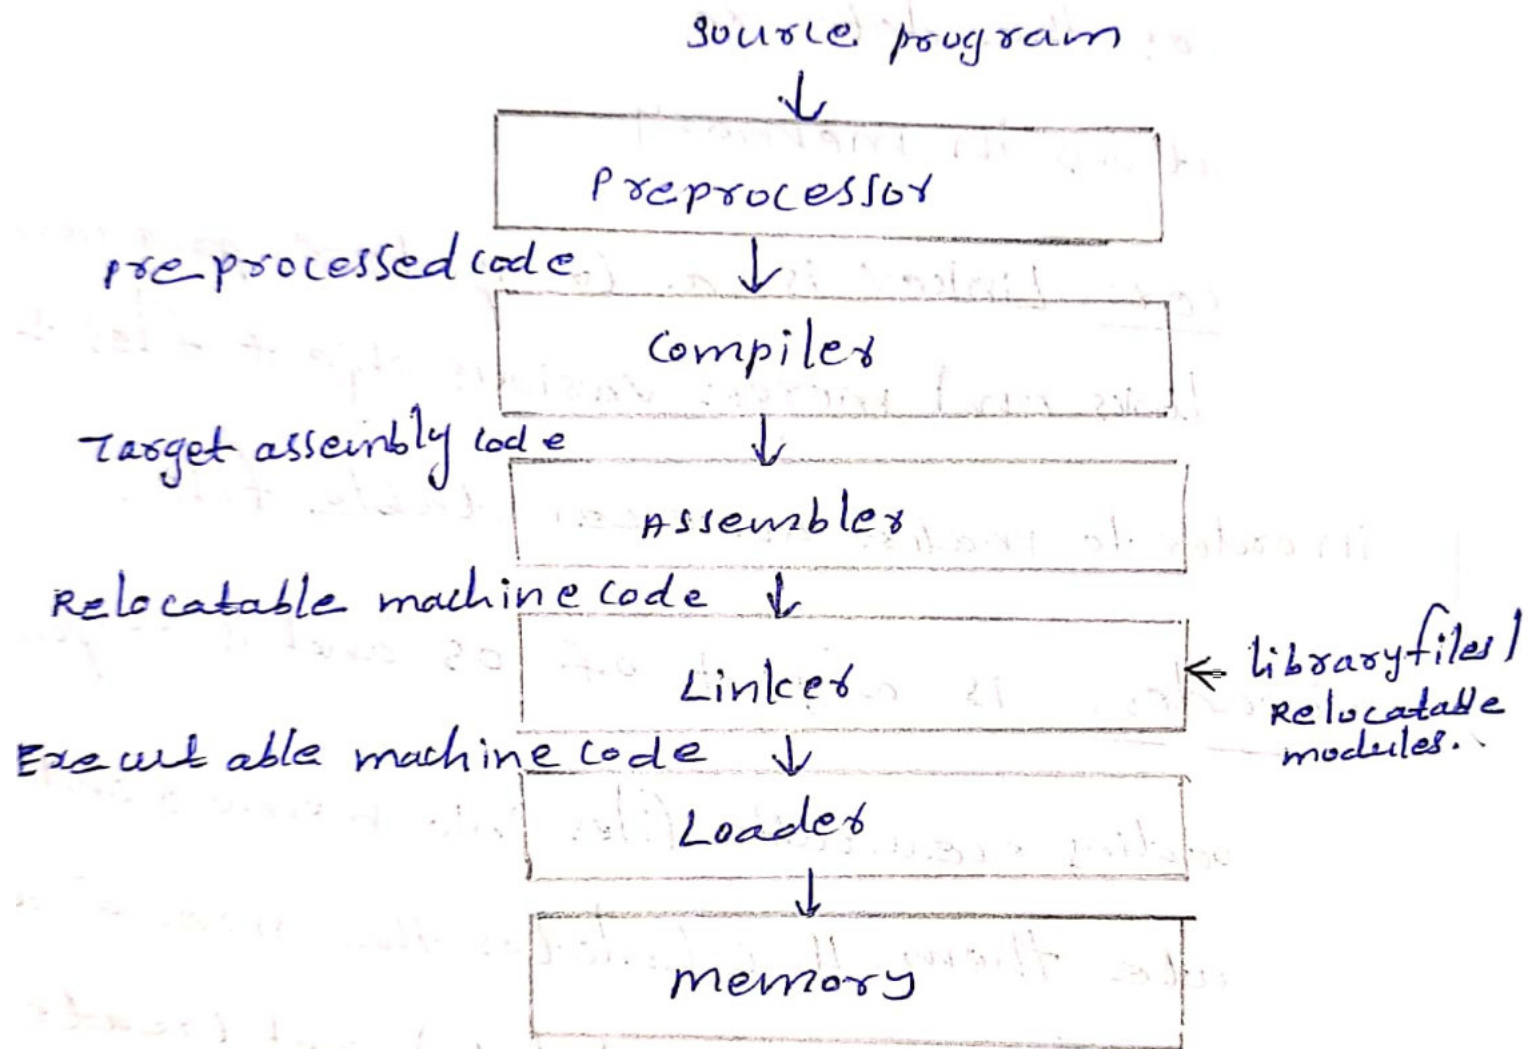 Source program
Preprocessor
preprocessed code
Compiler
Target assembly code
Assembler
Relocatable machine code
Linker
library files/
Relocatable
modules.
Executable machine code
Loader
Memory